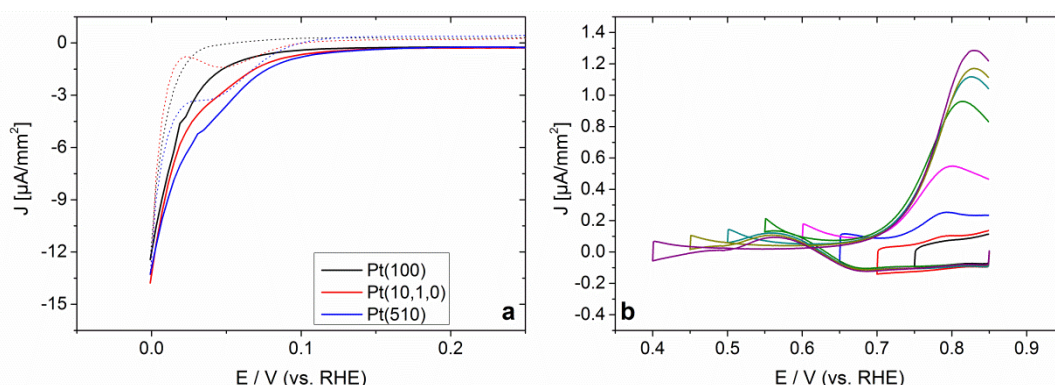 0
-3
-6
-9
-12
-15
J [µA/mm²]
Pt(100)
Pt(10,1,0)
Pt(510)
a
0.0
0.1
0.2
E / V (vs. RHE)
1.4
1.2
1.0
0.8
0.6
0.4
0.2
0.0
-0.2
-0.4
J [µA/mm²]
b
0.4
0.5
0.6
0.7
0.8
0.9
E / V (vs. RHE)